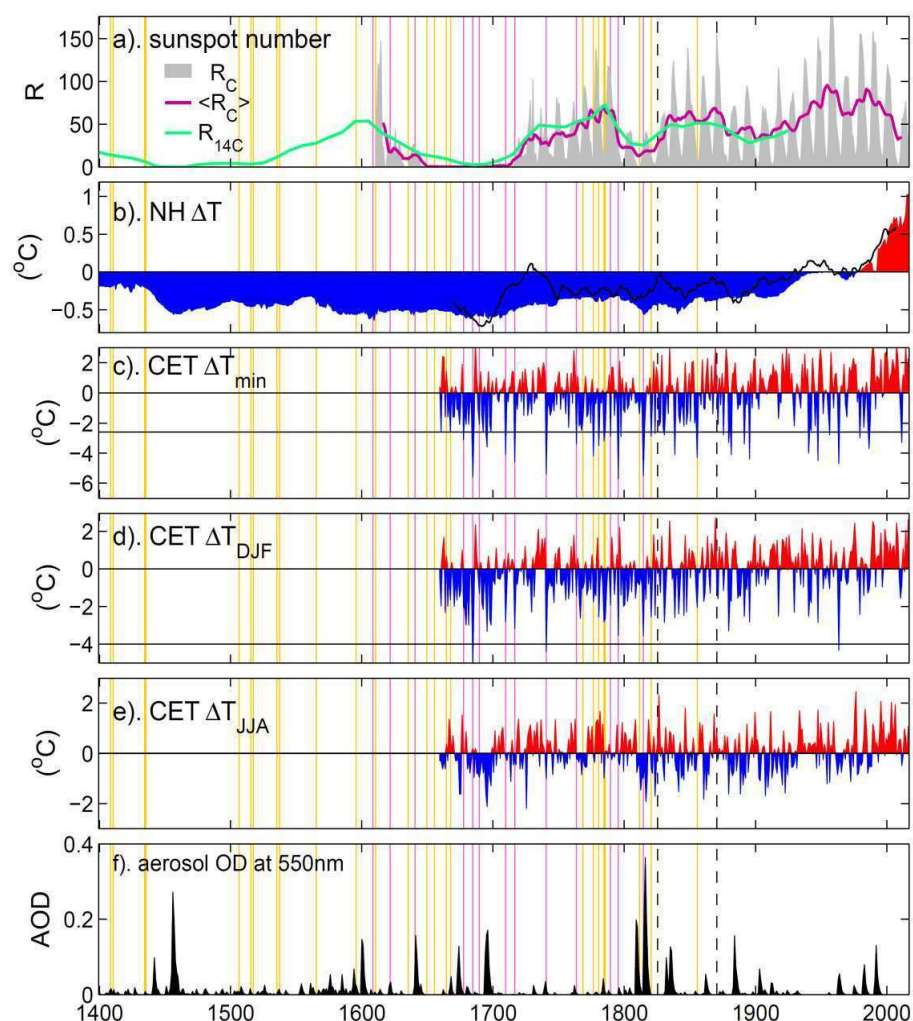 a). sunspot number
R_C
<R_C>
R_14C
R
150
100
50
0
b). NH ΔT
(°C)
1
0.5
0
−0.5
c). CET ΔT_min
(°C)
2
0
−2
−4
−6
d). CET ΔT_DJF
(°C)
2
0
−2
−4
e). CET ΔT_JJA
(°C)
2
0
−2
f). aerosol OD at 550nm
AOD
0.4
0.2
0
1400 1500 1600 1700 1800 1900 2000